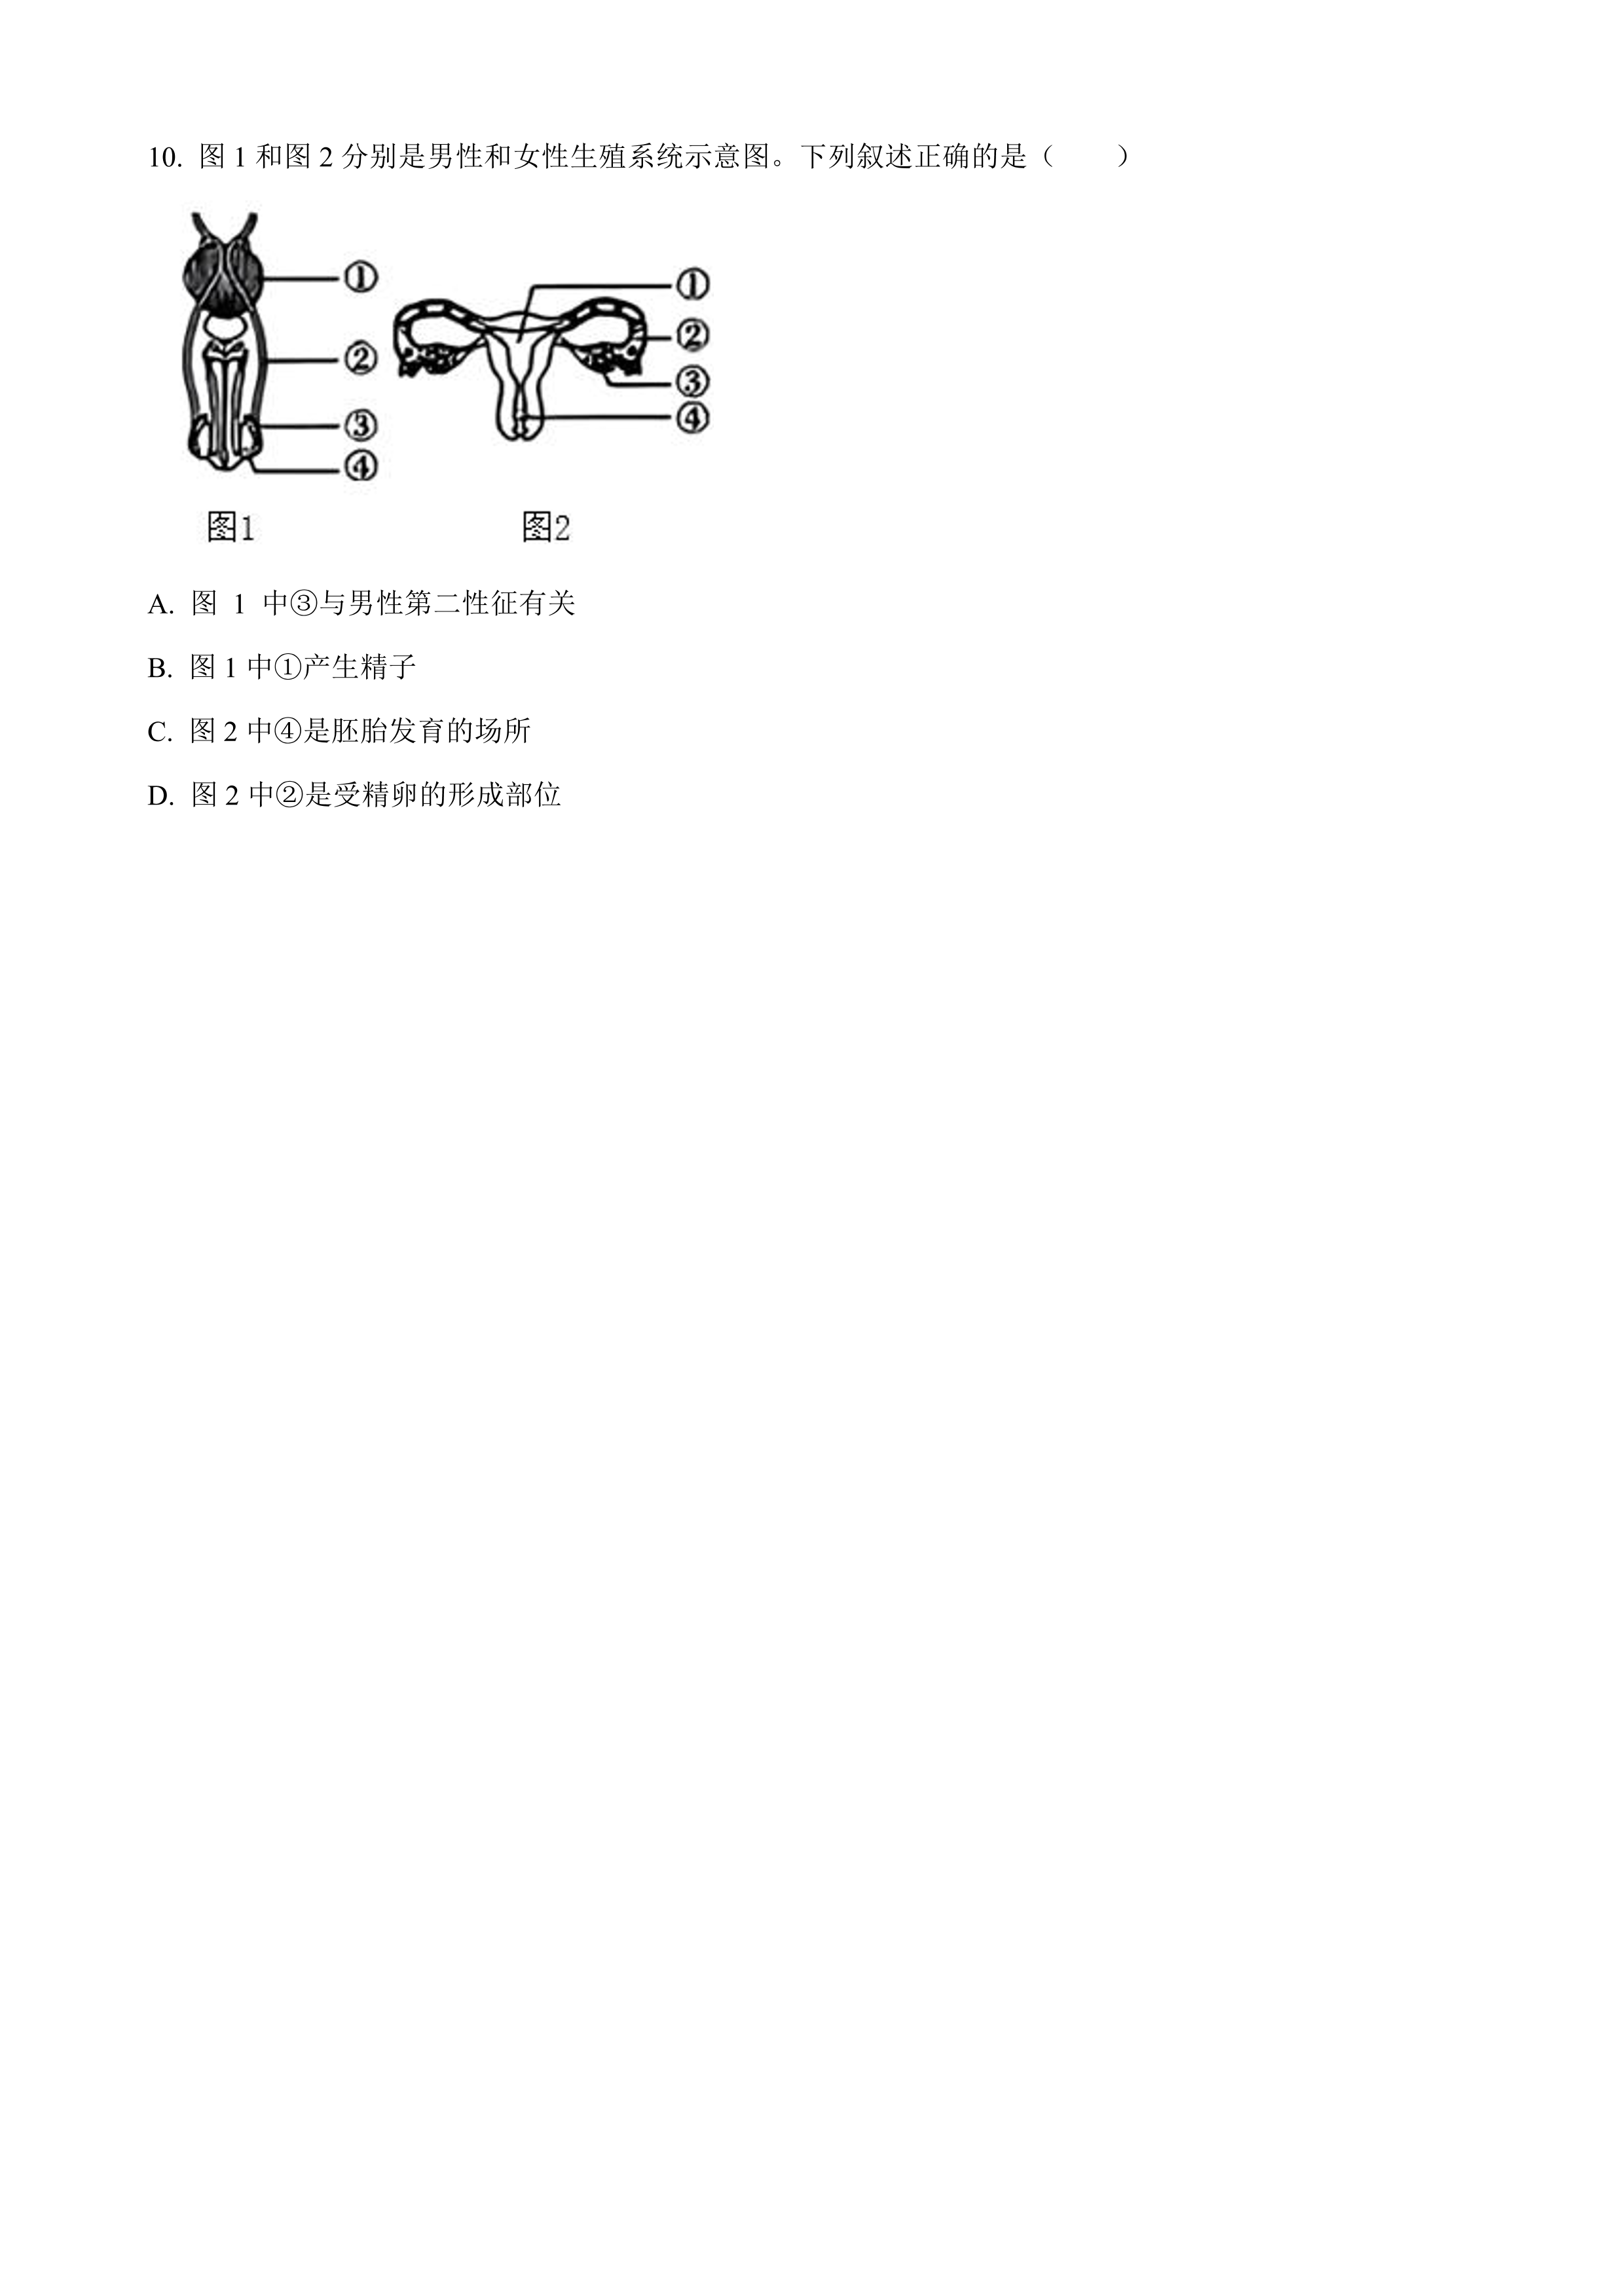 10. 图 1 和图 2 分别是男性和女性生殖系统示意图。下列叙述正确的是（  ）
①
②
③
④
①
②
③
④
图1
图2
A. 图 1 中③与男性第二性征有关
B. 图 1 中①产生精子
C. 图 2 中④是胚胎发育的场所
D. 图 2 中②是受精卵的形成部位